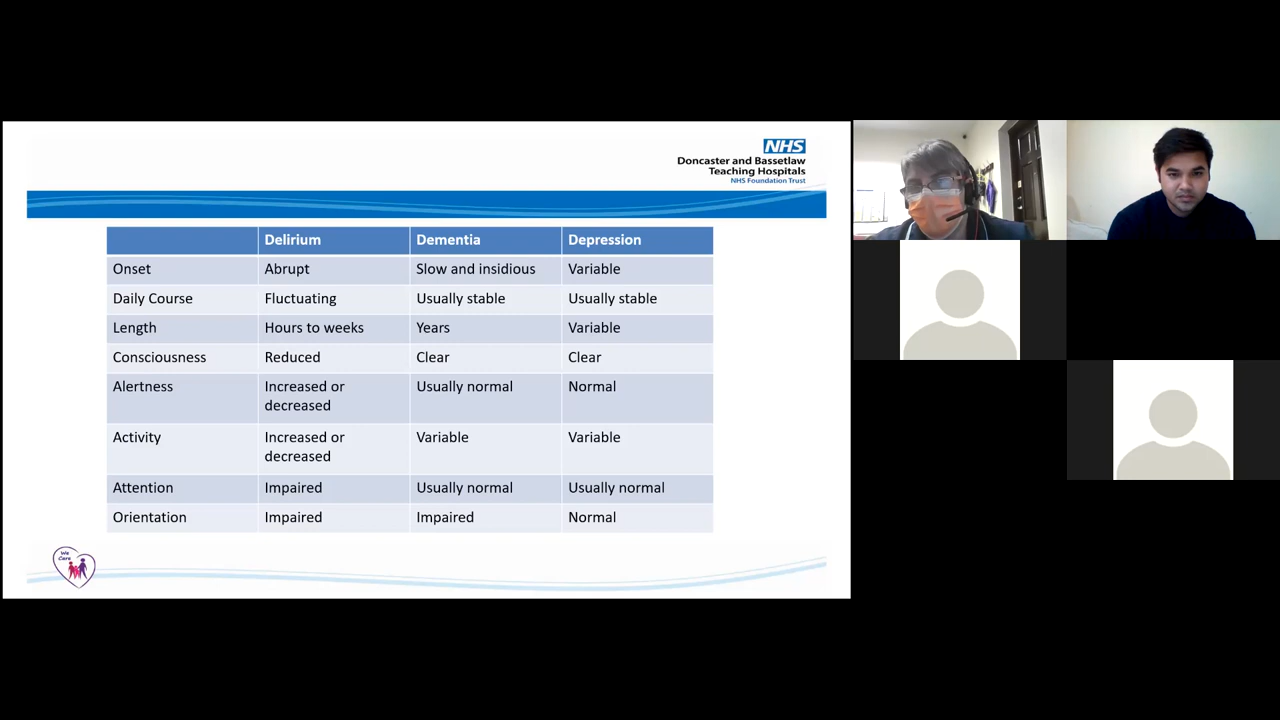 NHS
Doncaster and Bassetlaw
Teaching Hospitals
NHS Foundation Trust
Delirium Dementia Depression
Onset Abrupt Slow and insidious Variable
Daily Course Fluctuating Usually stable Usually stable
Length Hours to weeks Years Variable
Consciousness Reduced Clear Clear
Alertness Increased or Usually normal Normal
decreased
Activity Increased or Variable Variable
decreased
Attention Impaired Usually normal Usually normal
Orientation Impaired Impaired Normal
We
Care